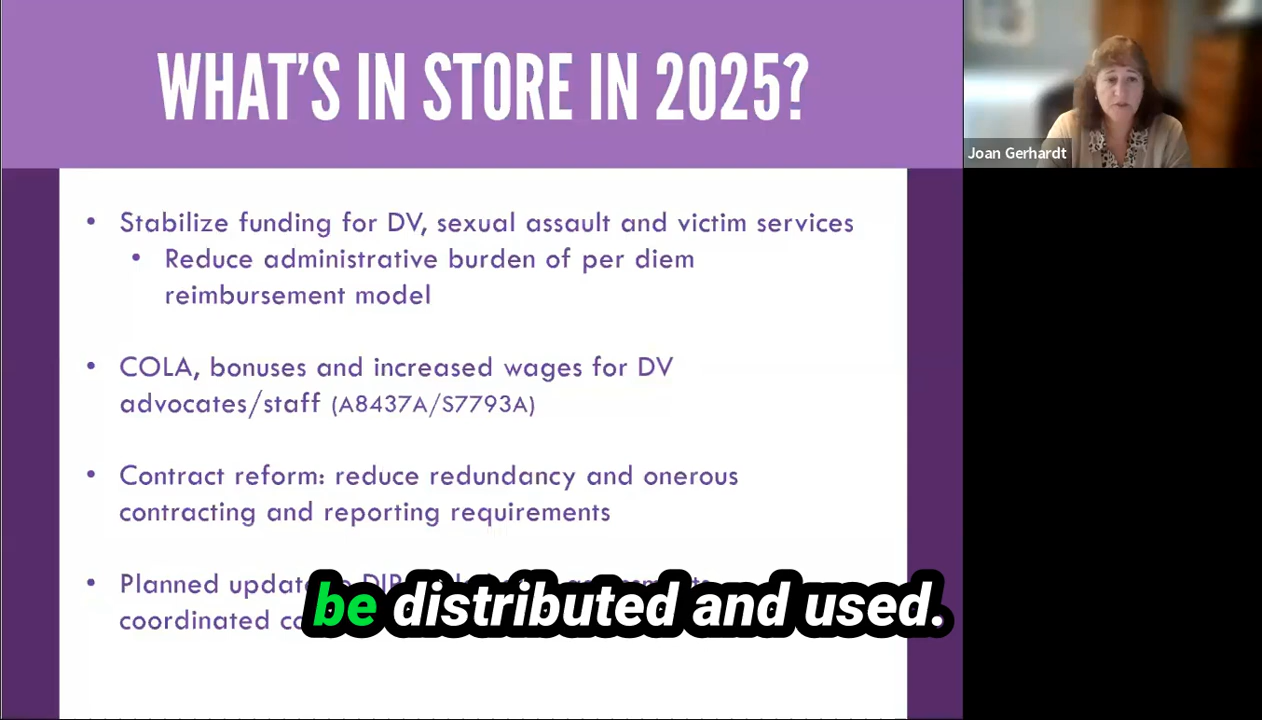 WHAT'S IN STORE IN 2025?
Joan Gerhardt
• Stabilize funding for DV, sexual assault and victim services
• Reduce administrative burden of per diem
reimbursement model
• COLA, bonuses and increased wages for DV
advocates/staff (A8437A/S7793A)
• Contract reform: reduce redundancy and onerous
contracting and reporting requirements
• Planned
coordinated
be distributed and used.